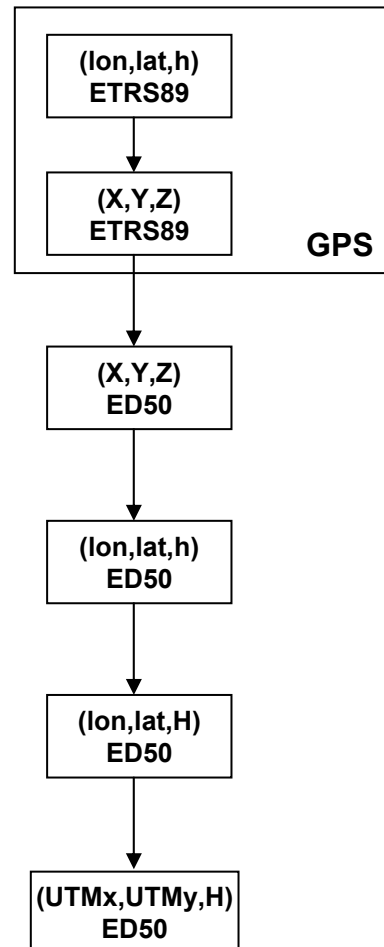 (lon,lat,h)
ETRS89
(X,Y,Z)
ETRS89
GPS
(X,Y,Z)
ED50
(lon,lat,h)
ED50
(lon,lat,H)
ED50
(UTMx,UTMy,H)
ED50